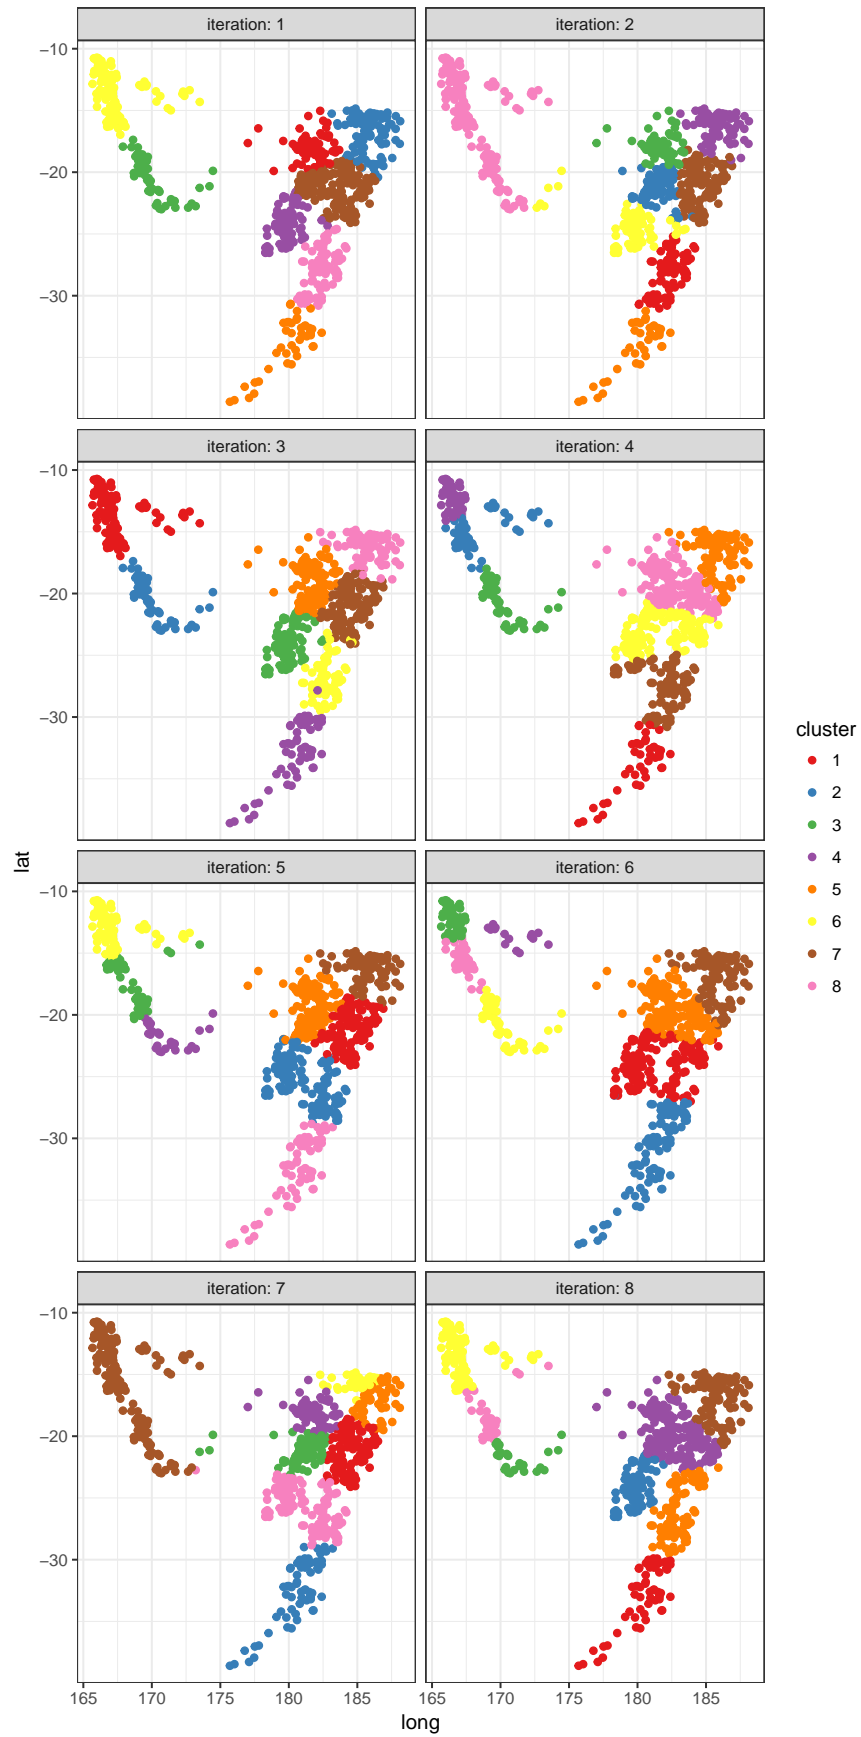 iteration: 1
iteration: 2
−10
−20
−30
iteration: 3
iteration: 4
−10
−20
−30
cluster
1
2
3
4
5
6
7
8
lat
iteration: 5
iteration: 6
−10
−20
−30
iteration: 7
iteration: 8
−10
−20
−30
165 170 175 180 185 165 170 175 180 185
long